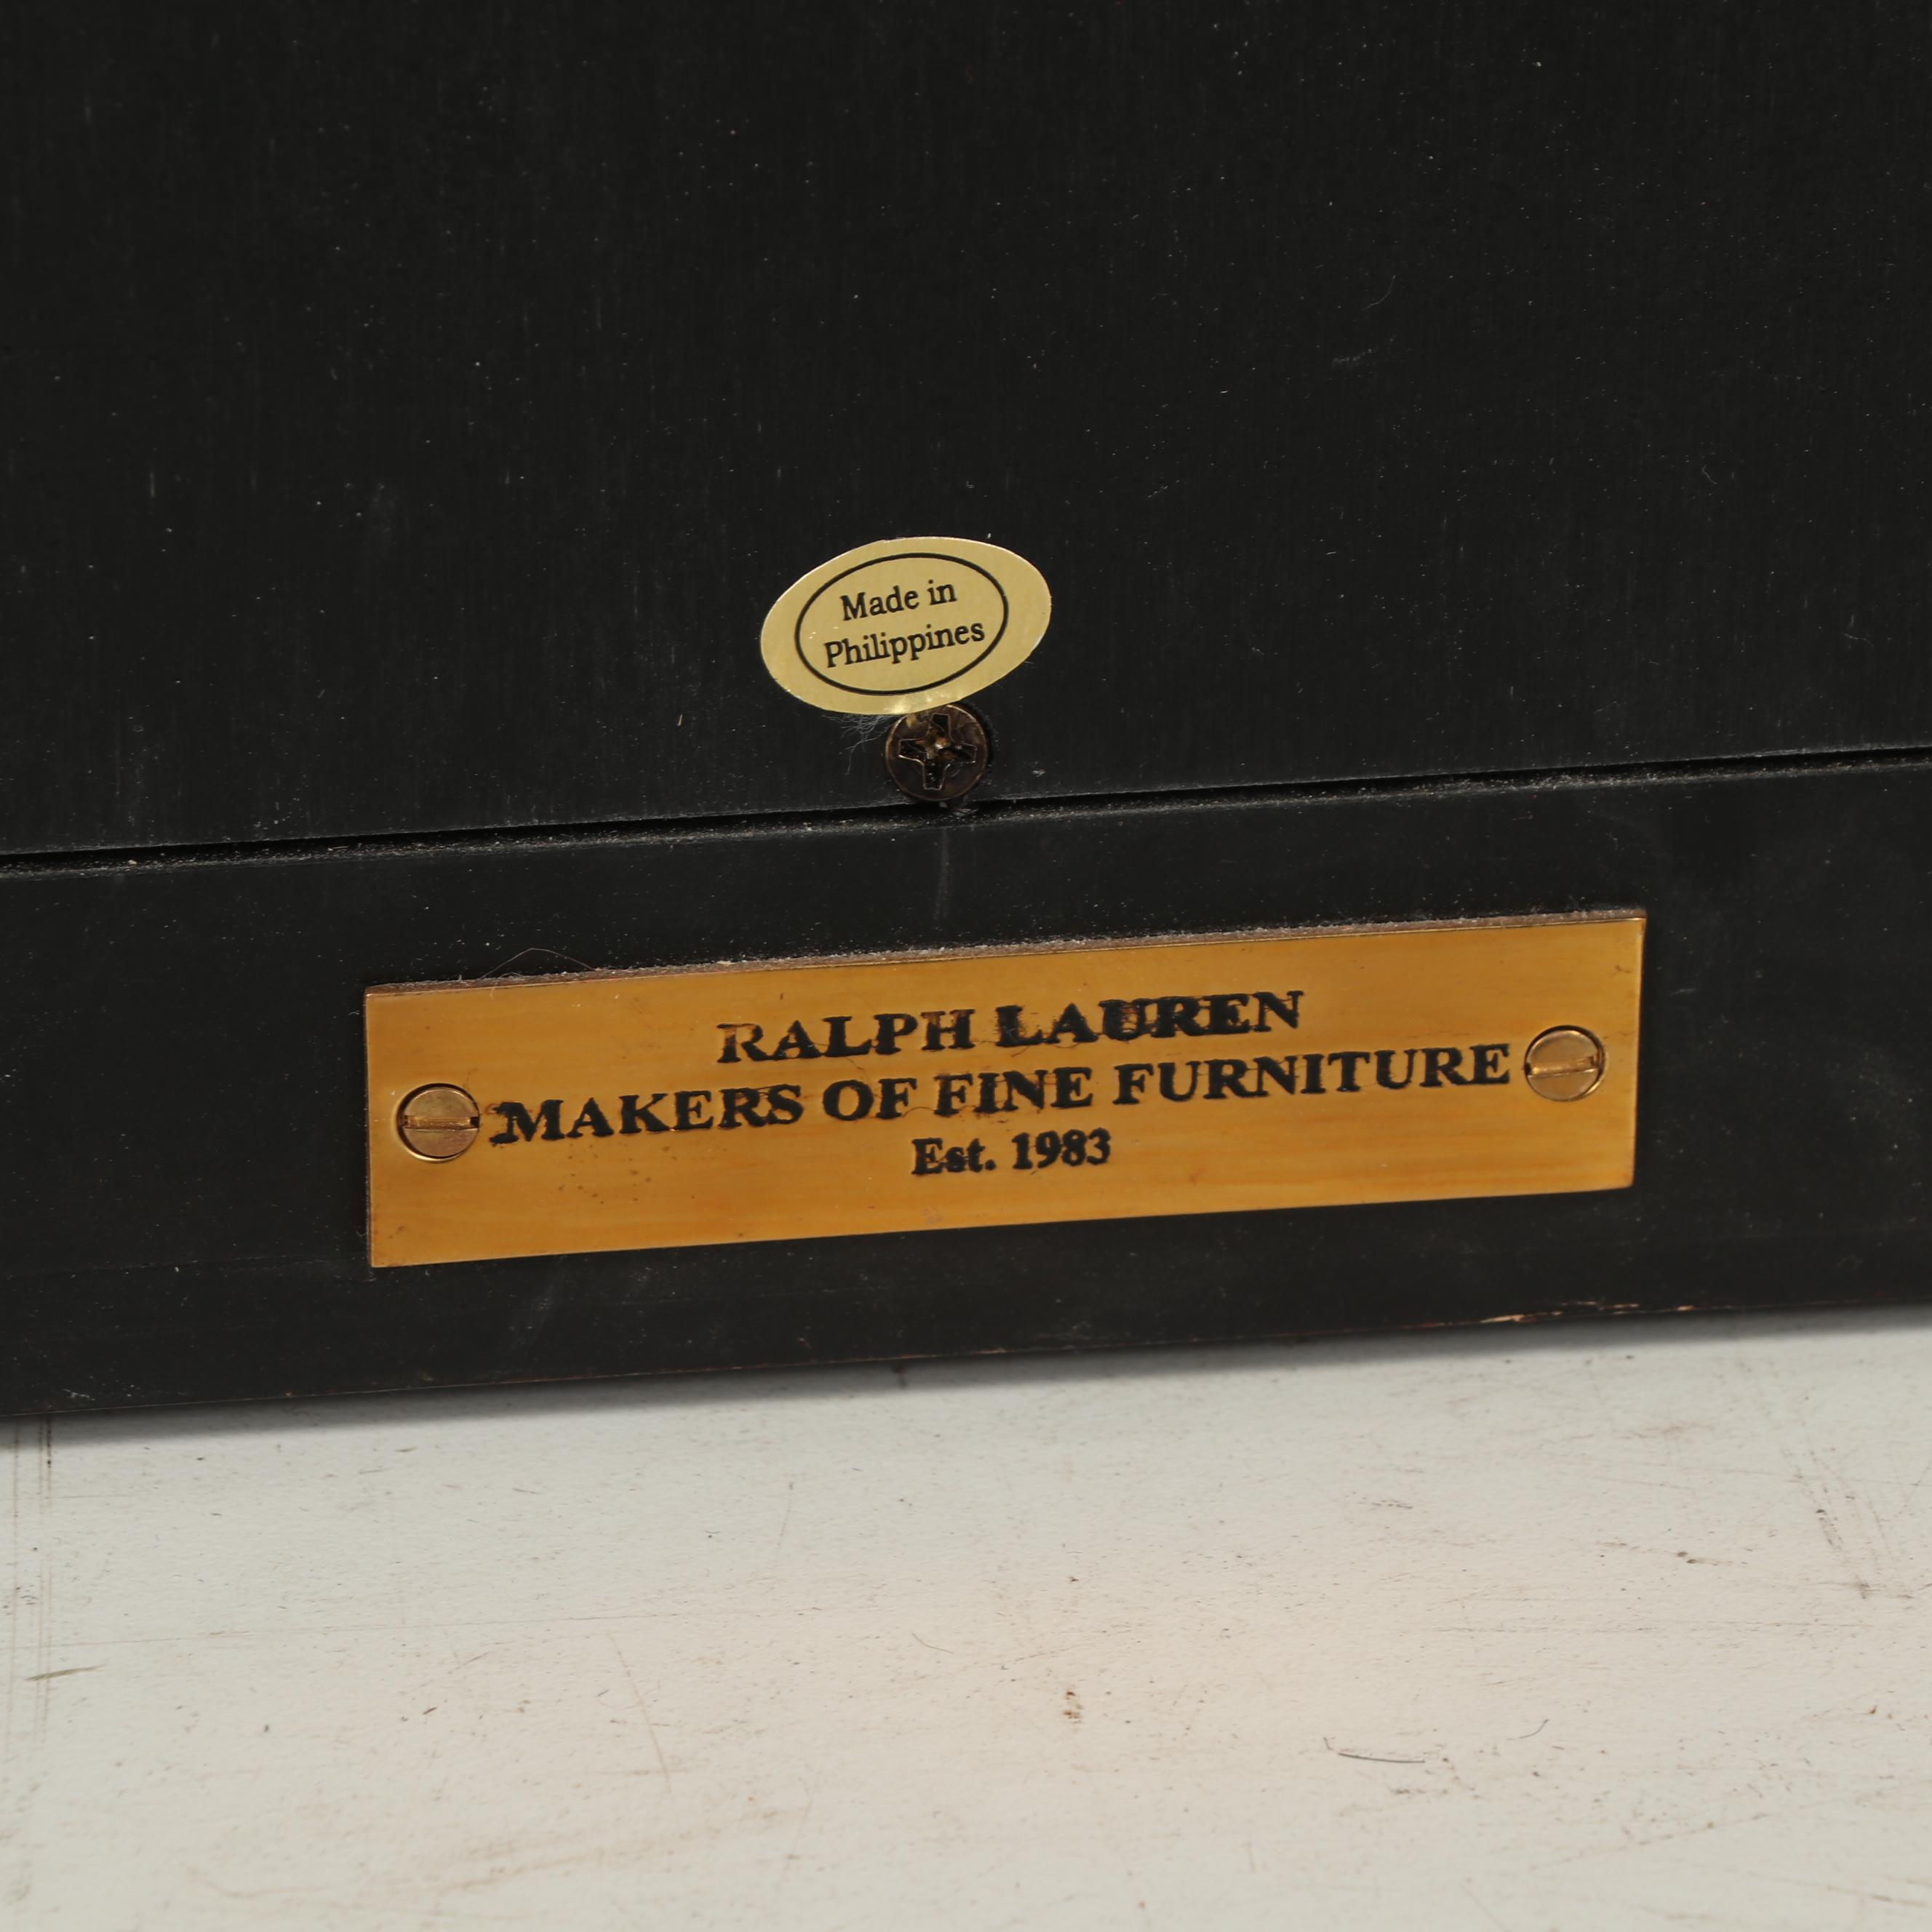 Made in
Philippines
RALPH LAUREN
MAKERS OF FINE FURNITURE
Est. 1983